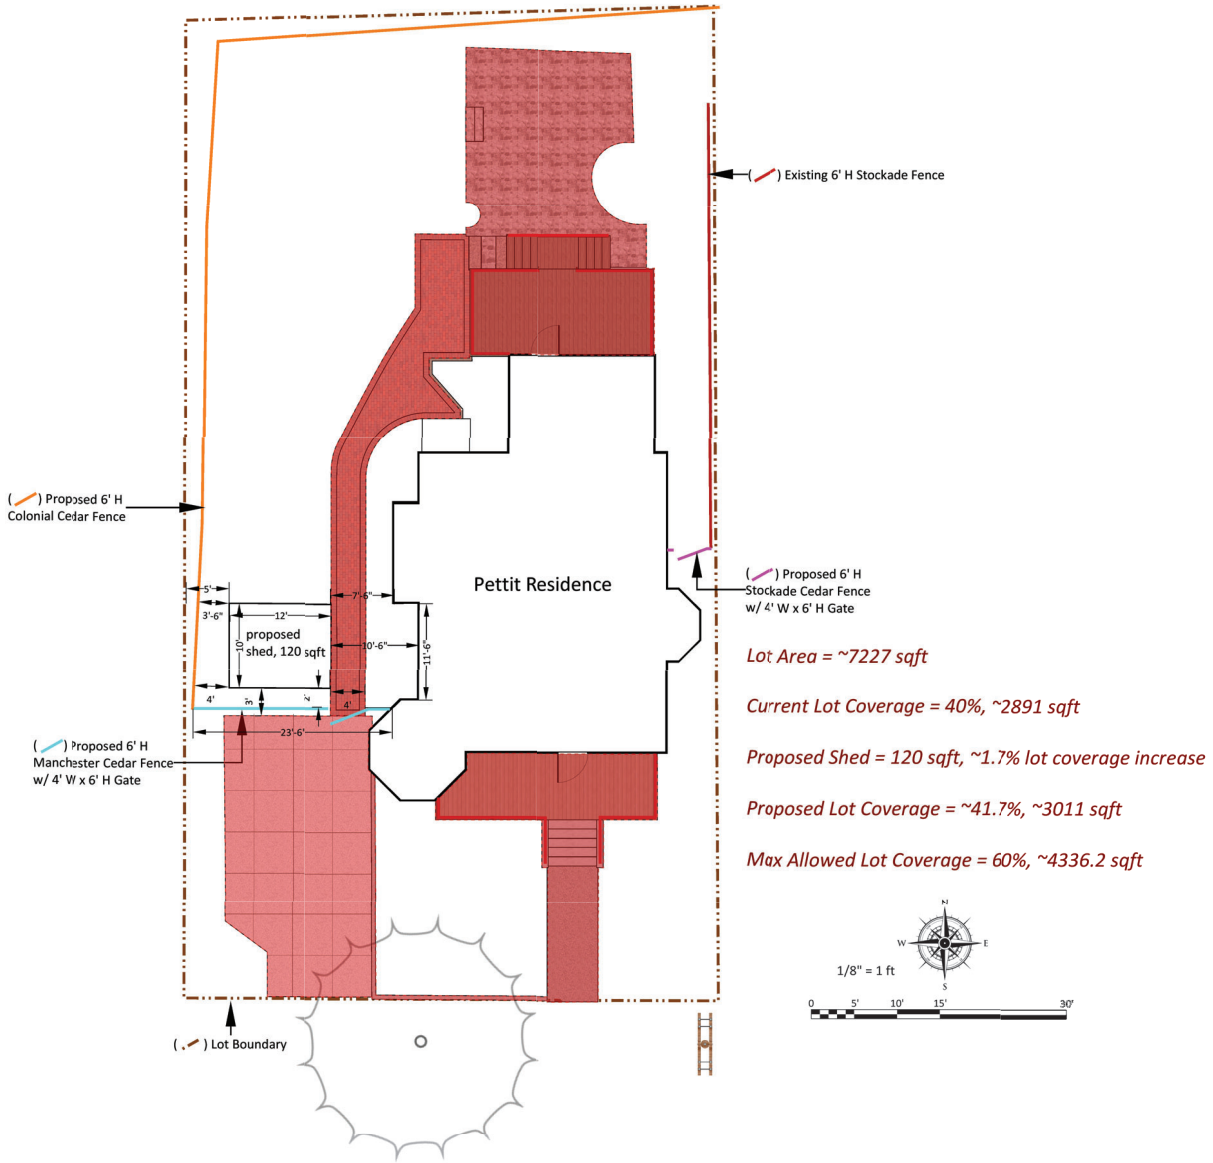 ( ) Existing 6' H Stockade Fence
( ) Proposed 6' H
Colonial Cedar Fence
Pettit Residence
( ) Proposed 6' H
Stockade Cedar Fence
w/ 4' W x 6' H Gate
5'
7'-6"
3'-6"
12'
10'
proposed
shed, 120 sqft
10'-6"
11'-6"
4'
3'
2'
4'
23'-6'
( ) Proposed 6' H
Manchester Cedar Fence
w/ 4' W x 6' H Gate
Lot Area = ~7227 sqft
Current Lot Coverage = 40%, ~2891 sqft
Proposed Shed = 120 sqft, ~1.7% lot coverage increase
Proposed Lot Coverage = ~41.7%, ~3011 sqft
Max Allowed Lot Coverage = 60%, ~4336.2 sqft
N
W
E
S
1/8" = 1 ft
0 5' 10' 15' 30'
( ) Lot Boundary